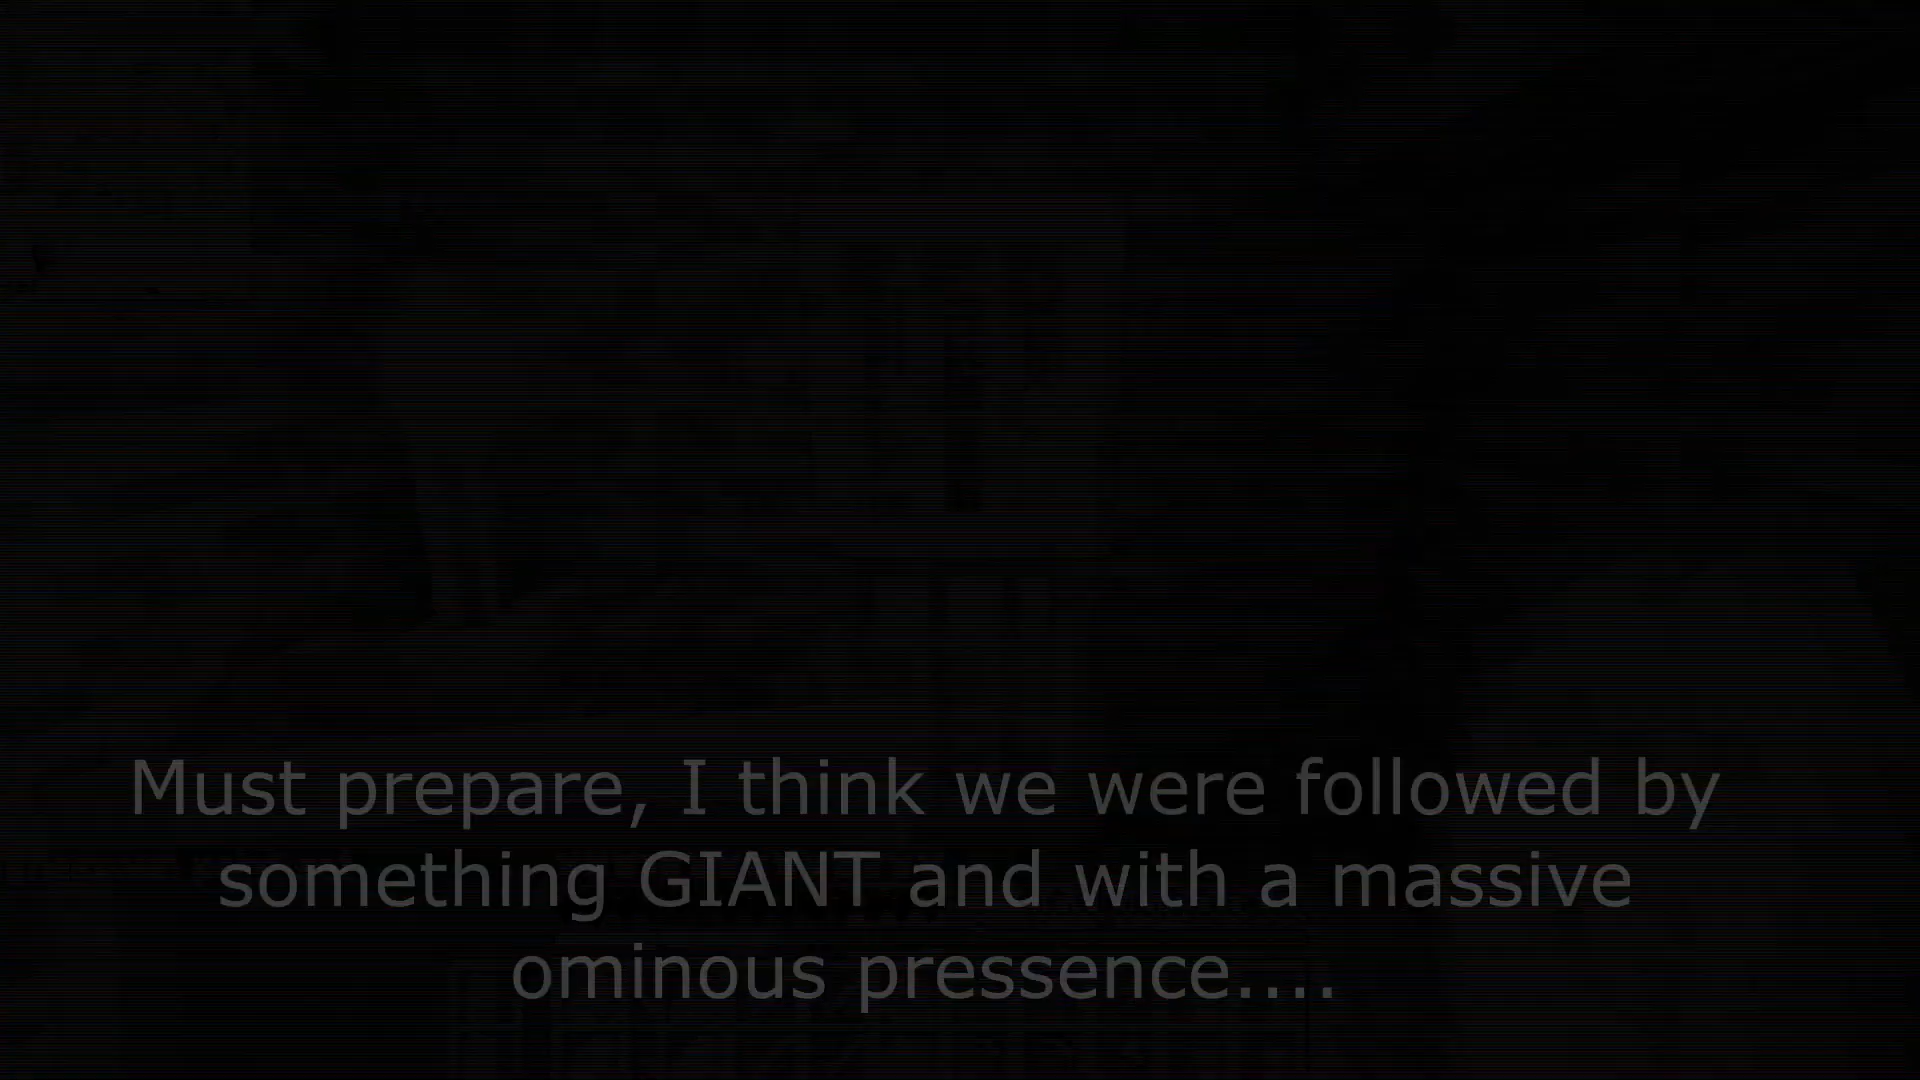 Must prepare, I think we were followed by
something GIANT and with a massive
ominous pressence....